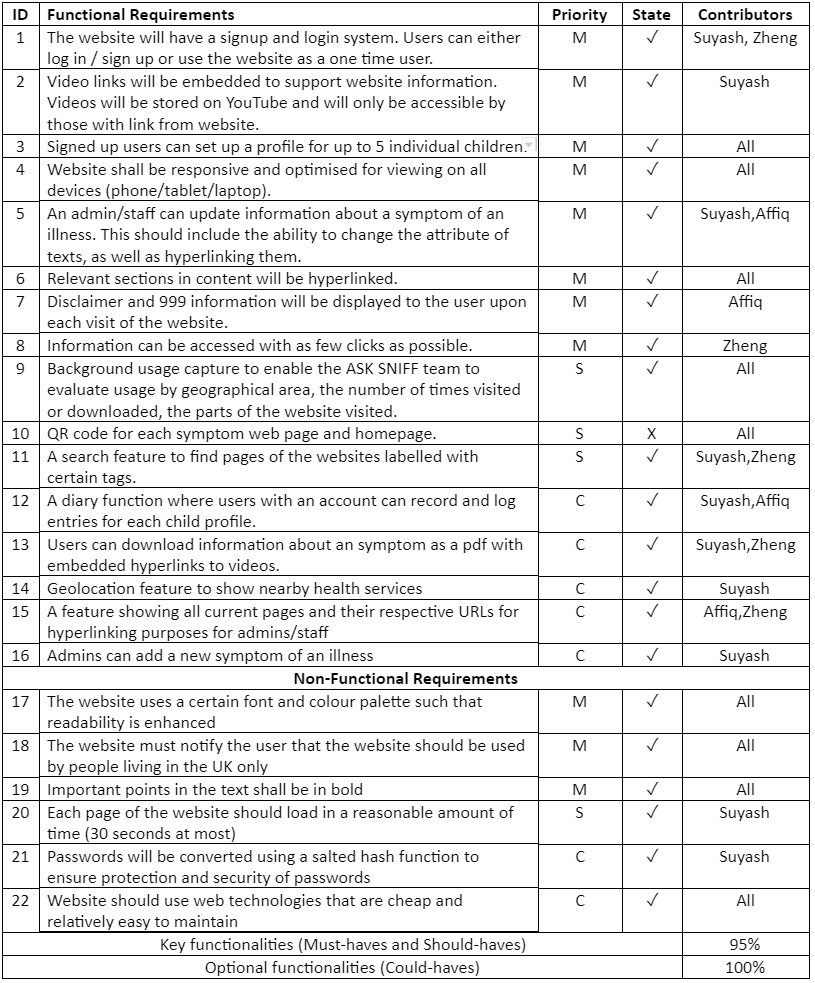 ID Functional Requirements Priority State Contributors
1 The website will have a signup and login system. Users can either M ✓ Suyash, Zheng
log in / sign up or use the website as a one time user.
2 Video links will be embedded to support website information. M ✓ Suyash
Videos will be stored on YouTube and will only be accessible by
those with link from website.
3 Signed up users can set up a profile for up to 5 individual children. M ✓ All
4 Website shall be responsive and optimised for viewing on all M ✓ All
devices (phone/tablet/laptop).
5 An admin/staff can update information about a symptom of an M ✓ Suyash,Affiq
illness. This should include the ability to change the attribute of
texts, as well as hyperlinking them.
6 Relevant sections in content will be hyperlinked. M ✓ All
7 Disclaimer and 999 information will be displayed to the user upon M ✓ Affiq
each visit of the website.
8 Information can be accessed with as few clicks as possible. M ✓ Zheng
9 Background usage capture to enable the ASK SNIFF team to S ✓ All
evaluate usage by geographical area, the number of times visited
or downloaded, the parts of the website visited.
10 QR code for each symptom web page and homepage. S X All
11 A search feature to find pages of the websites labelled with S ✓ Suyash,Zheng
certain tags.
12 A diary function where users with an account can record and log C ✓ Suyash,Affiq
entries for each child profile.
13 Users can download information about an symptom as a pdf with C ✓ Suyash,Zheng
embedded hyperlinks to videos.
14 Geolocation feature to show nearby health services C ✓ Suyash
15 A feature showing all current pages and their respective URLs for C ✓ Affiq,Zheng
hyperlinking purposes for admins/staff
16 Admins can add a new symptom of an illness C ✓ Suyash
Non-Functional Requirements
17 The website uses a certain font and colour palette such that M ✓ All
readability is enhanced
18 The website must notify the user that the website should be used M ✓ All
by people living in the UK only
19 Important points in the text shall be in bold M ✓ All
20 Each page of the website should load in a reasonable amount of S ✓ Suyash
time (30 seconds at most)
21 Passwords will be converted using a salted hash function to C ✓ Suyash
ensure protection and security of passwords
22 Website should use web technologies that are cheap and C ✓ All
relatively easy to maintain
Key functionalities (Must-haves and Should-haves) 95%
Optional functionalities (Could-haves) 100%